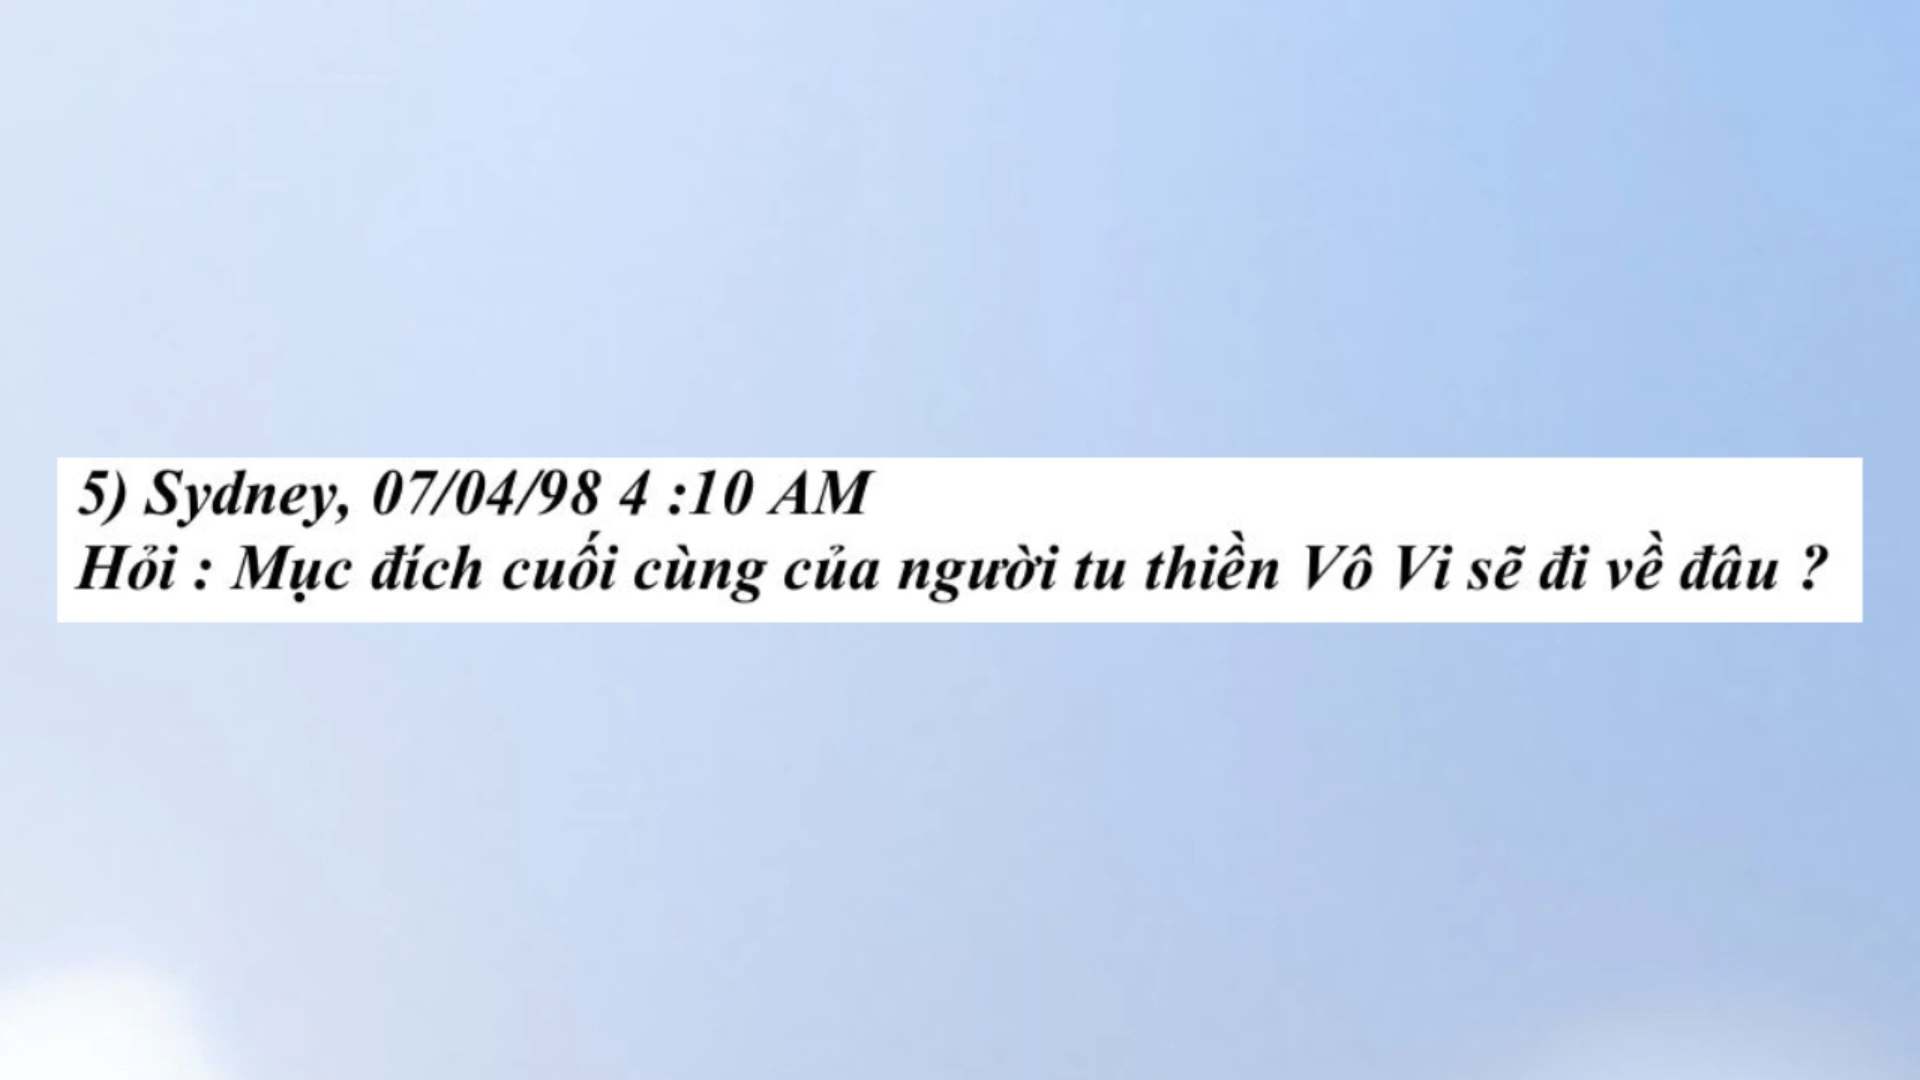 5) Sydney, 07/04/98 4 :10 AM
Hỏi : Mục đích cuối cùng của người tu thiền Vô Vi sẽ đi về đâu ?